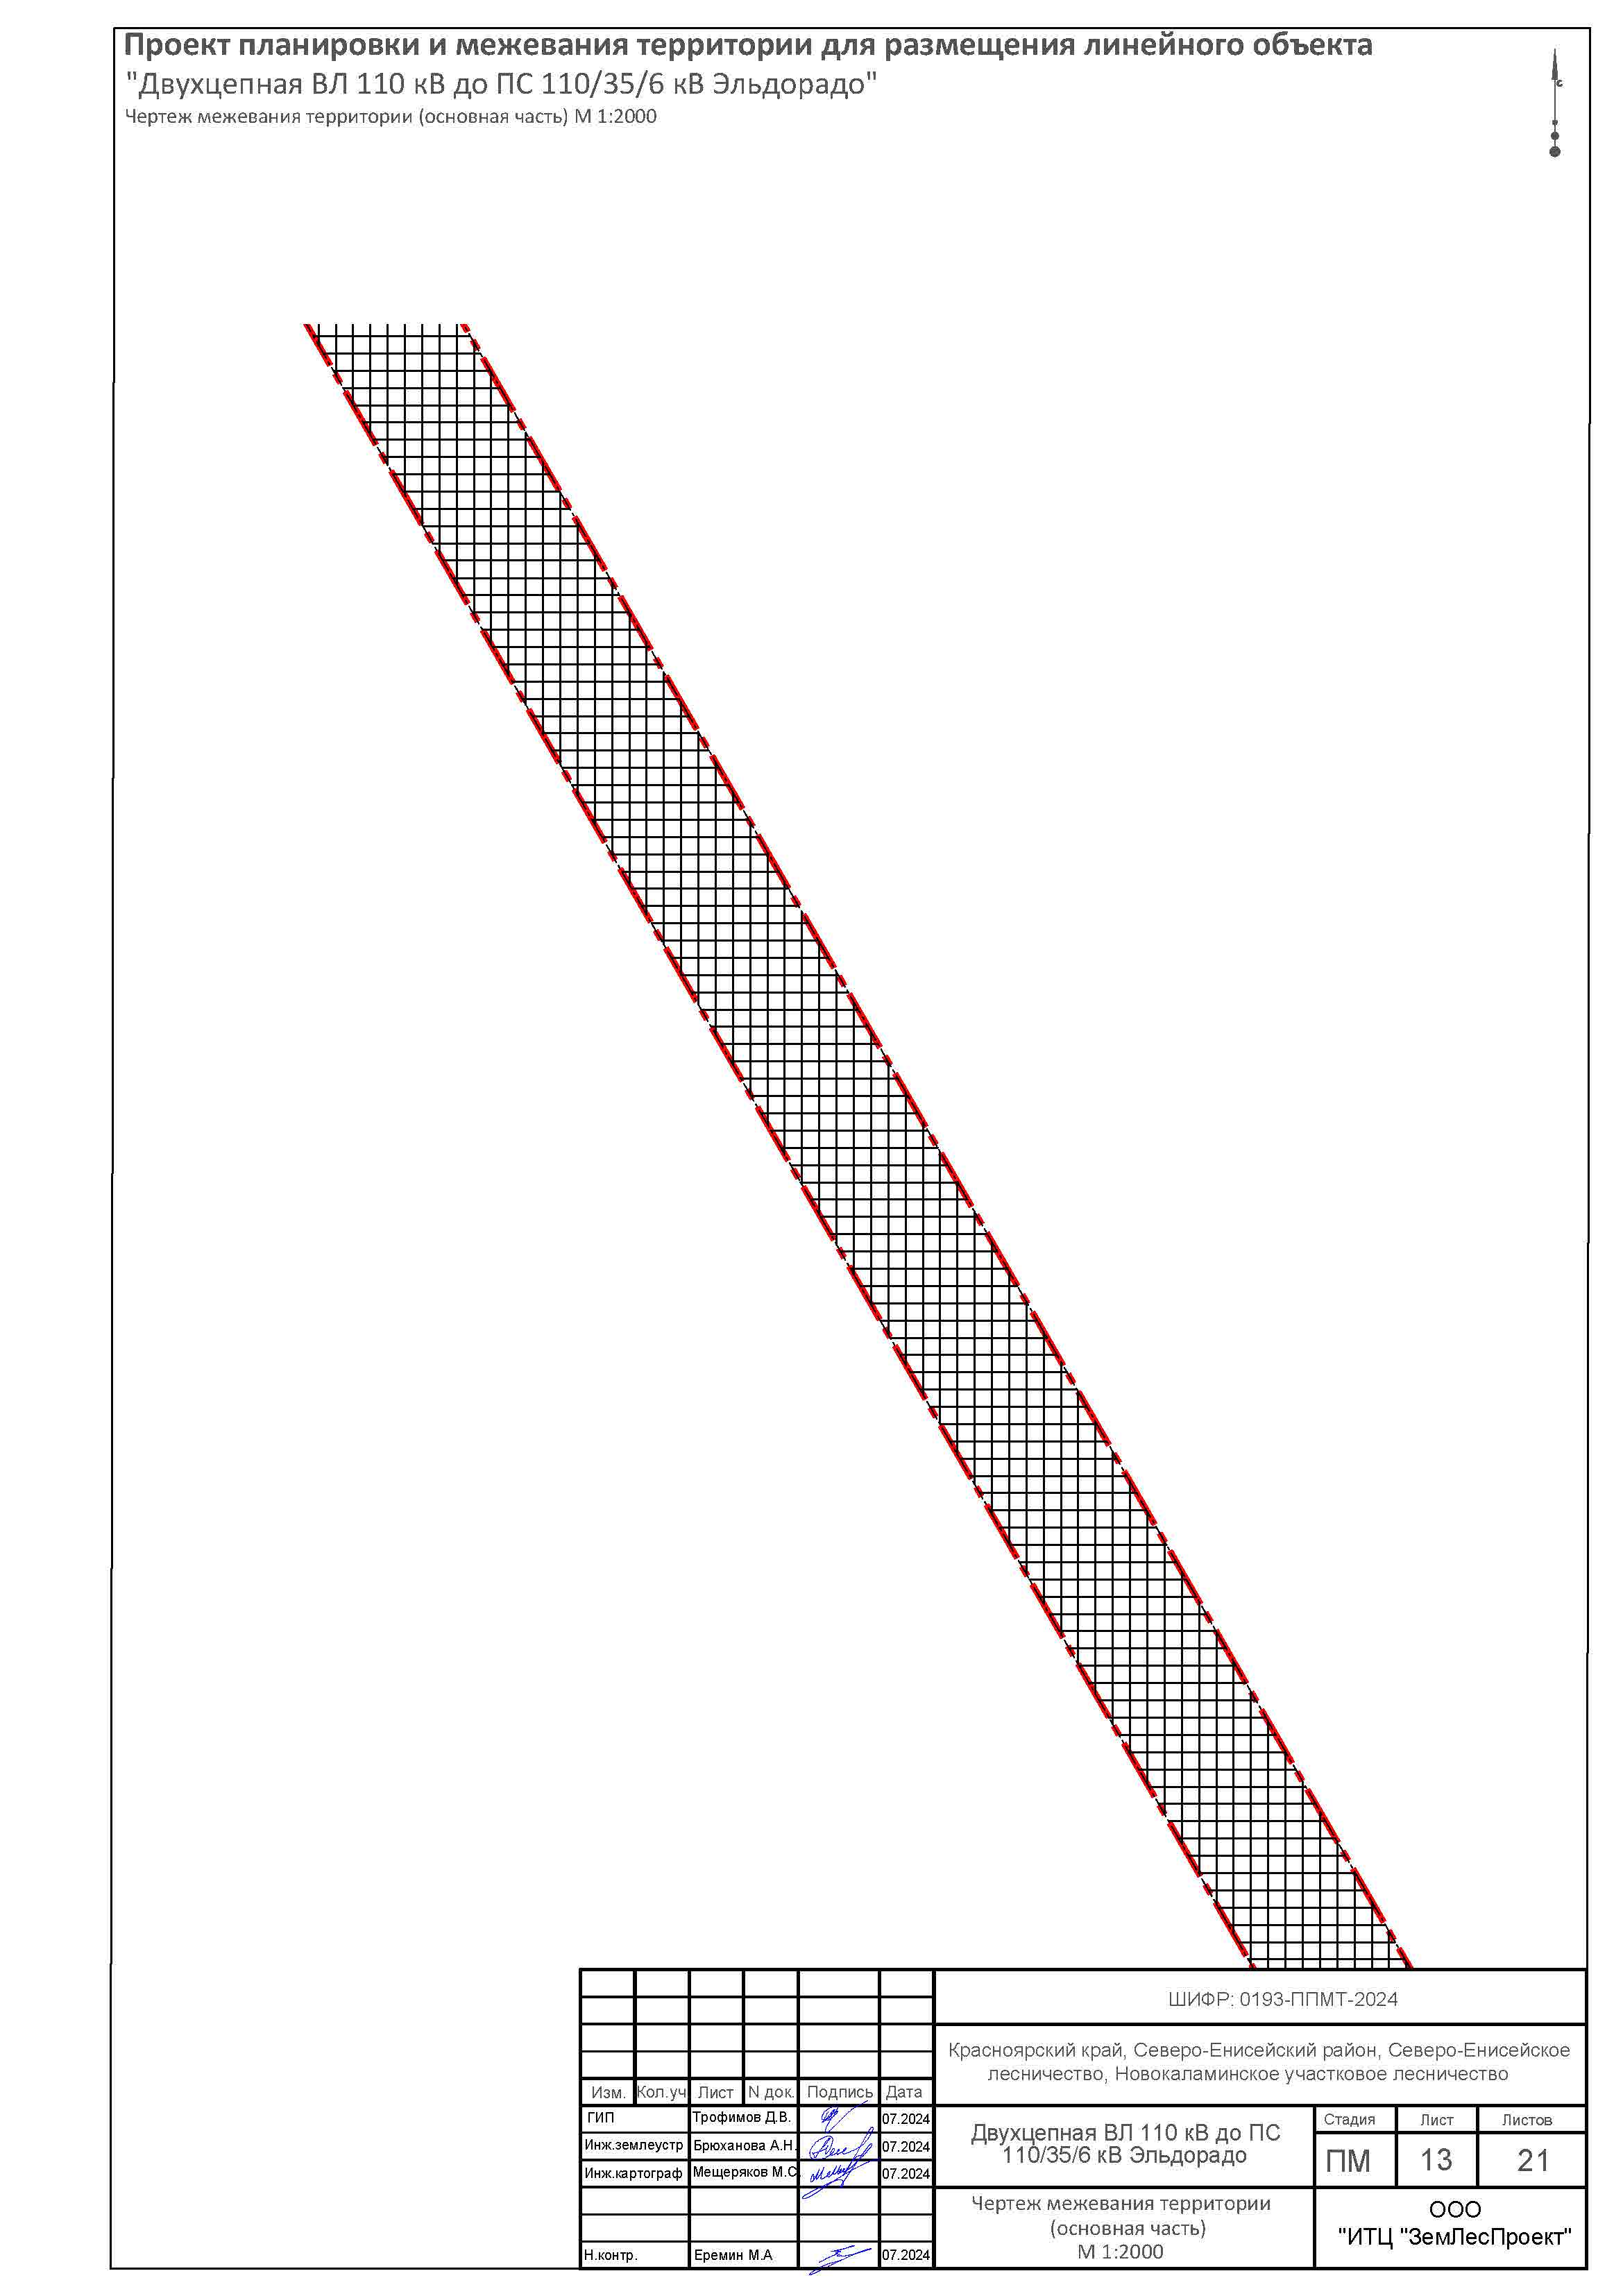 Проект планировки и межевания территории для размещения линейного объекта
"Двухцепная ВЛ 110 кВ до ПС 110/35/6 кВ Эльдорадо"
Чертеж межевания территории (основная часть) М 1:2000
с
ШИФР: 0193-ППМТ-2024
Красноярский край, Северо-Енисейский район, Северо-Енисейское
лесничество, Новокаламинское участковое лесничество
Изм. Кол.уч Лист N док. Подпись Дата
ГИП Трофимов Д.В. 07.2024
Инж.землеустр Брюханова А.Н. 07.2024
Инж.картограф Мещеряков М.С. 07.2024
Н.контр. Еремин М.А 07.2024
Двухцепная ВЛ 110 кВ до ПС
110/35/6 кВ Эльдорадо
Стадия Лист Листов
ПМ 13 21
Чертеж межевания территории
(основная часть)
М 1:2000
ООО
"ИТЦ "ЗемЛесПроект"